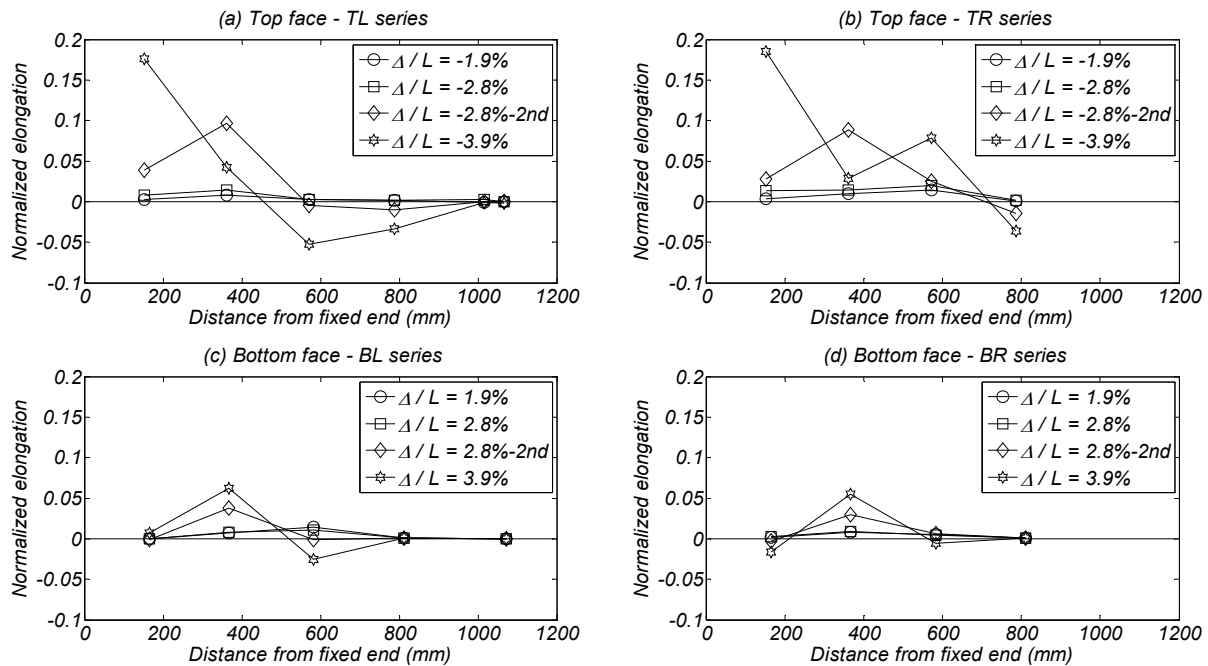 (a) Top face - TL series
0.2
0.15
0.1
0.05
0
-0.05
-0.1
Normalized elongation
Δ / L = -1.9%
Δ / L = -2.8%
Δ / L = -2.8%-2nd
Δ / L = -3.9%
0 200 400 600 800 1000 1200
Distance from fixed end (mm)
(b) Top face - TR series
0.2
0.15
0.1
0.05
0
-0.05
-0.1
Normalized elongation
Δ / L = -1.9%
Δ / L = -2.8%
Δ / L = -2.8%-2nd
Δ / L = -3.9%
0 200 400 600 800 1000 1200
Distance from fixed end (mm)
(c) Bottom face - BL series
0.2
0.15
0.1
0.05
0
-0.05
-0.1
Normalized elongation
Δ / L = 1.9%
Δ / L = 2.8%
Δ / L = 2.8%-2nd
Δ / L = 3.9%
0 200 400 600 800 1000 1200
Distance from fixed end (mm)
(d) Bottom face - BR series
0.2
0.15
0.1
0.05
0
-0.05
-0.1
Normalized elongation
Δ / L = 1.9%
Δ / L = 2.8%
Δ / L = 2.8%-2nd
Δ / L = 3.9%
0 200 400 600 800 1000 1200
Distance from fixed end (mm)